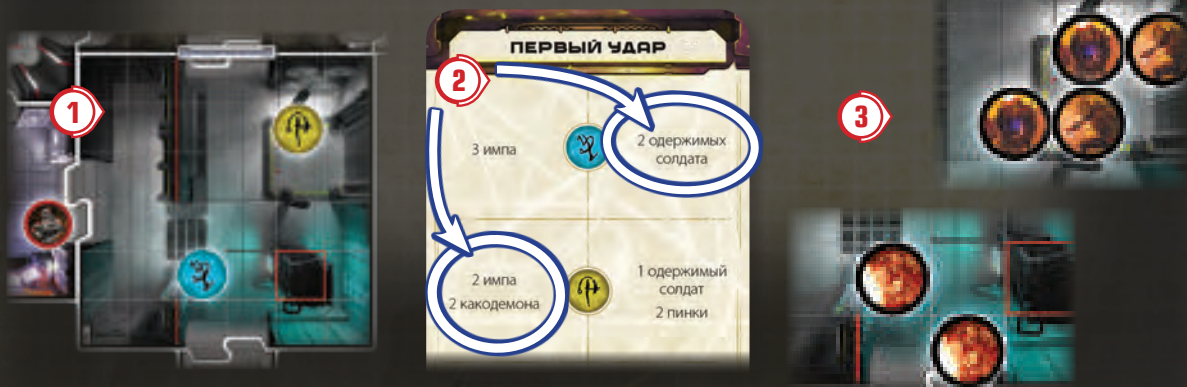 1
ПЕРВЫЙ УДАР
2
3 импа
2 одержимых
солдата
2 импа
2 какодемона
1 одержимый
солдат
2 пинки
3